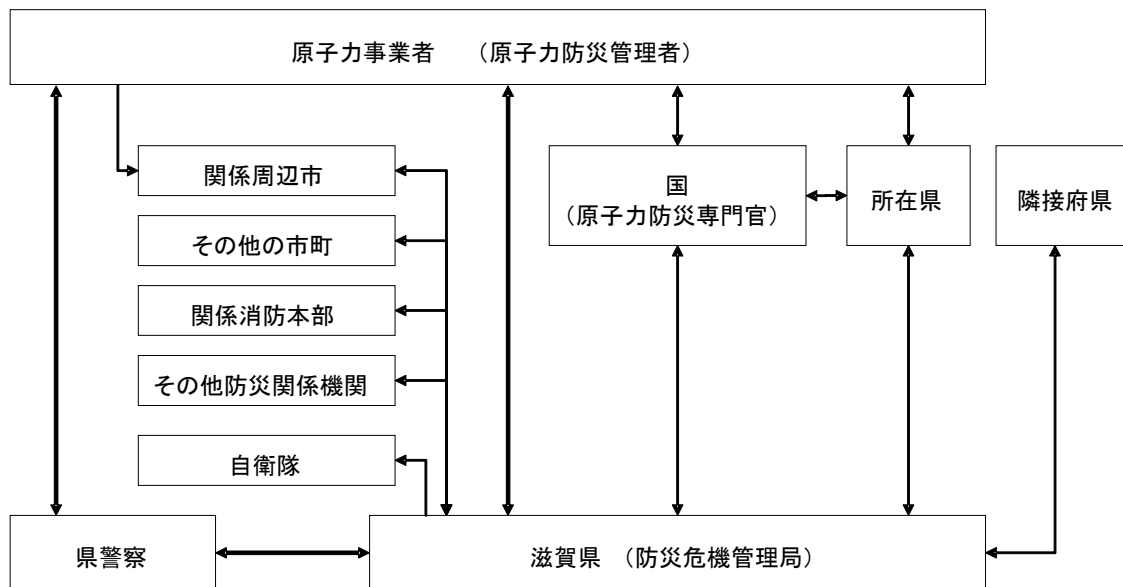 原子力事業者 （原子力防災管理者）
関係周辺市
その他の市町
関係消防本部
その他防災関係機関
自衛隊
国
（原子力防災専門官）
所在県
隣接府県
県警察
滋賀県 （防災危機管理局）